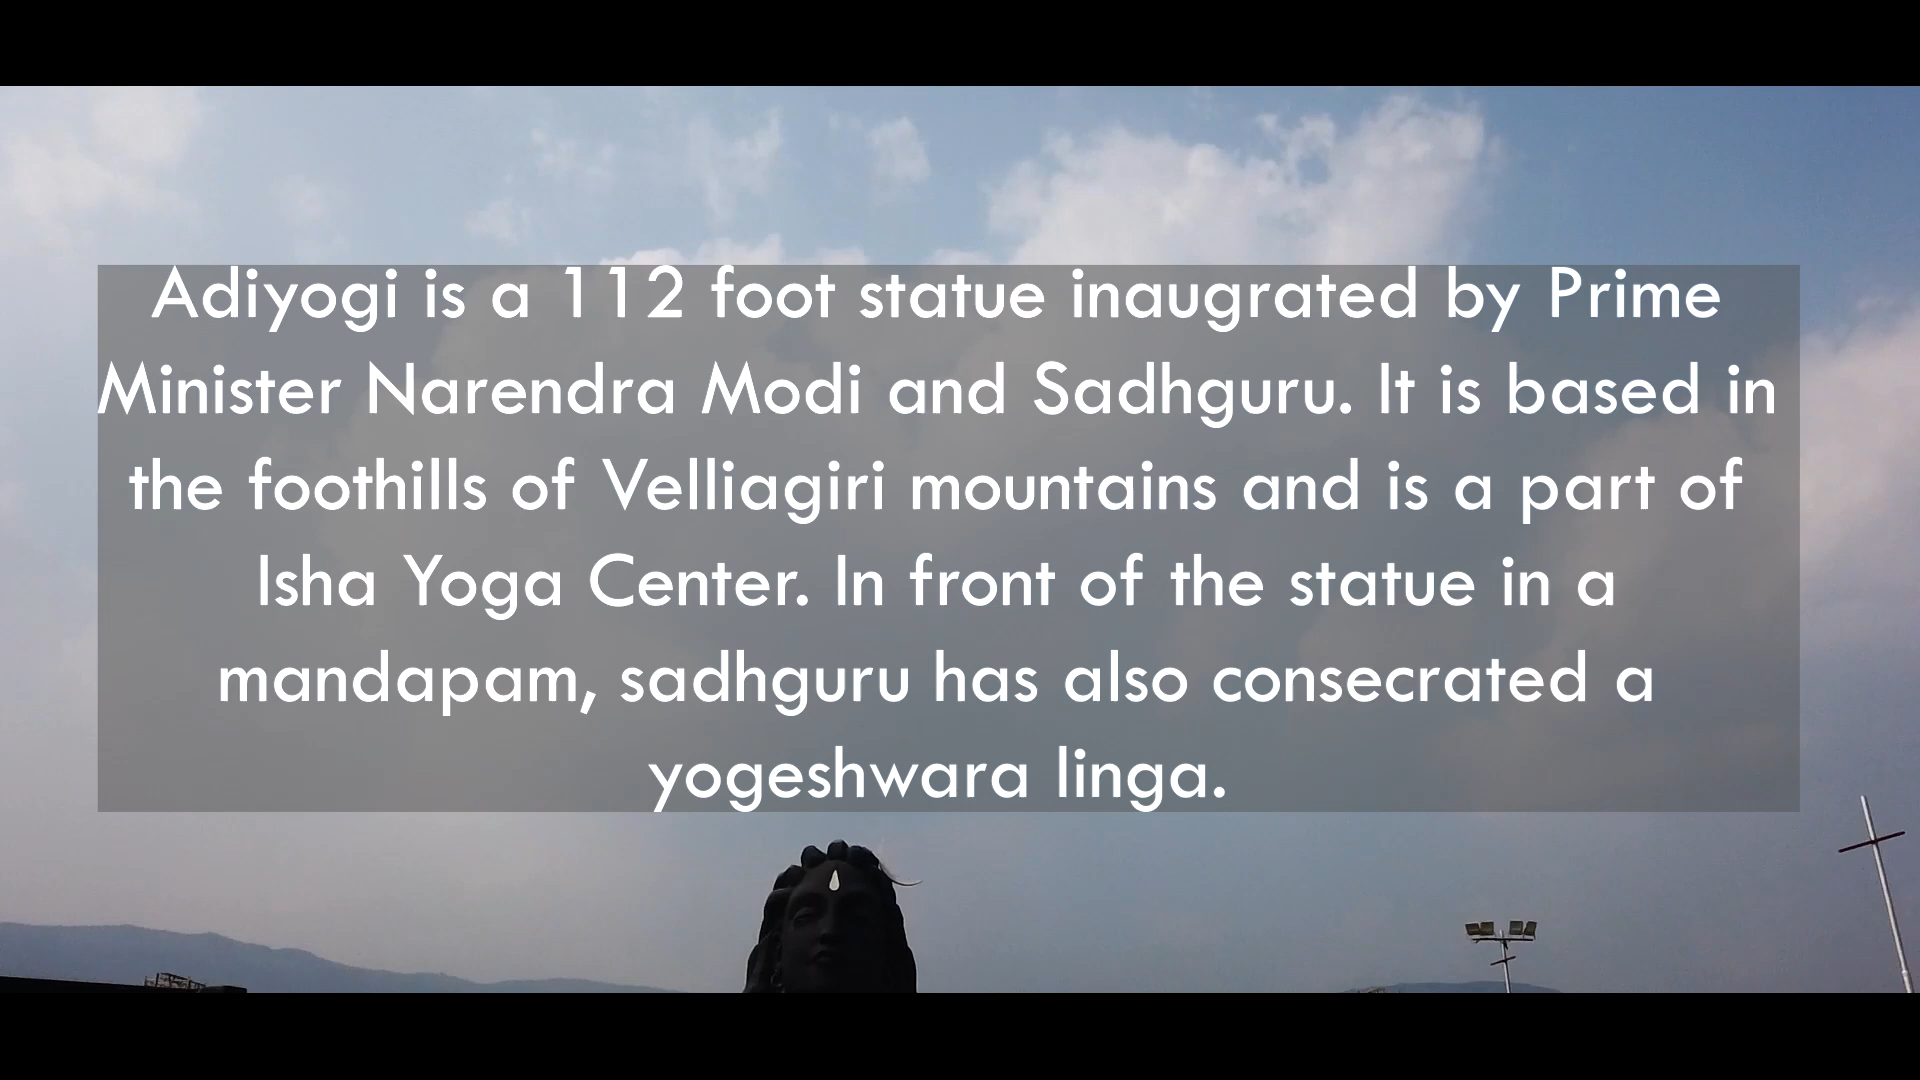 Adiyogi is a 112 foot statue inaugrated by Prime
Minister Narendra Modi and Sadhguru. It is based in
the foothills of Velliagiri mountains and is a part of
Isha Yoga Center. In front of the statue in a
mandapam, sadhguru has also consecrated a
yogeshwara linga.